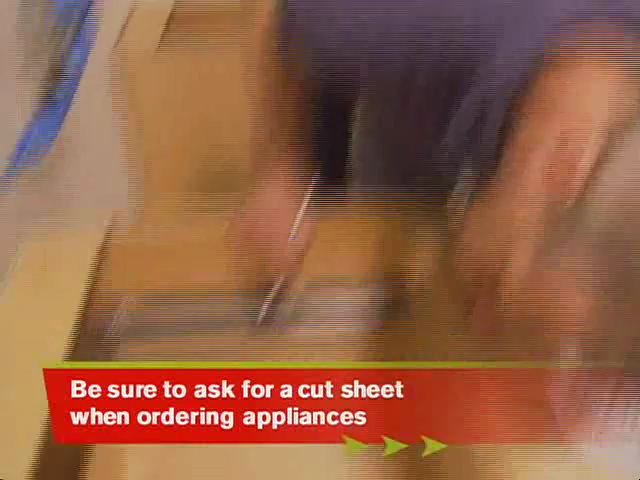 Be sure to ask for a cut sheet
when ordering appliances